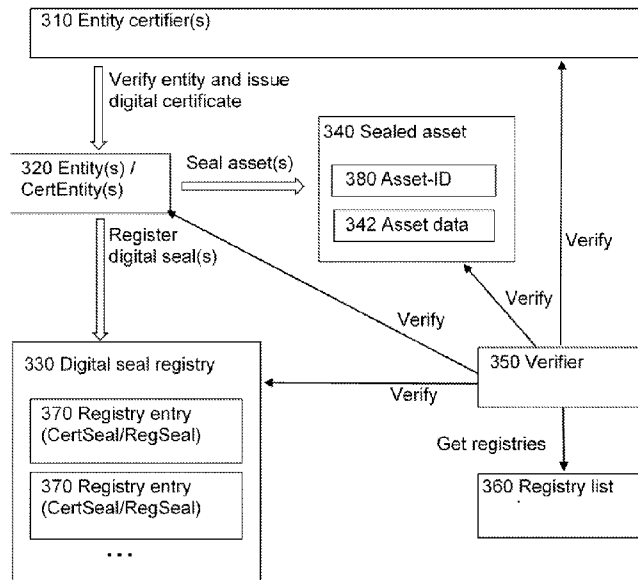 310 Entity certifier(s)
Verify entity and issue
digital certificate
340 Sealed asset
320 Entity(s) /
CertEntity(s)
Seal asset(s)
380 Asset-ID
342 Asset data
Register
digital seal(s)
Verify
Verify
Verify
330 Digital seal registry
350 Verifier
Verify
370 Registry entry
(CertSeal/RegSeal)
Get registries
370 Registry entry
(CertSeal/RegSeal)
360 Registry list
...